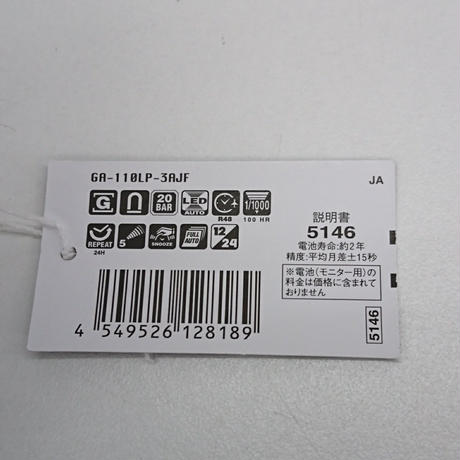 GA-110LP-3AJF
JA
G
20
BAR
LED
AUTO
R48
1/1000
100 HR
REPEAT
24H
5
SNOOZE
FULL
AUTO
12/24
4 549526 128189
説明書
5146
電池寿命:約2年
精度:平均月差±15秒
※電池(モニター用)の
料金は価格に含まれて
おりません
5146